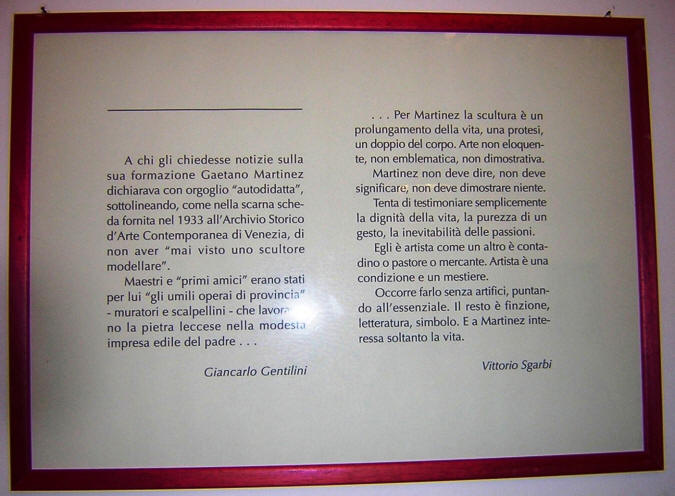 A chi gli chiedesse notizie sulla
sua formazione Gaetano Martinez
dichiarava con orgoglio “autodidatta”,
sottolineando, come nella scarna sche-
da fornita nel 1933 all’Archivio Storico
d’Arte Contemporanea di Venezia, di
non aver “mai visto uno scultore
modellare”.
Maestri e “primi amici” erano stati
per lui “gli umili operai di provincia”
- muratori e scalpellini - che
no la pietra leccese nella modesta
impresa edile del padre . . .
Giancarlo Gentilini
. . . Per Martinez la scultura è un
prolungamento della vita, una protesi,
un doppio del corpo. Arte non eloquen-
te, non emblematica, non dimostrativa.
Martinez non deve dire, non deve
significare, non deve dimostrare niente.
Tenta di testimoniare semplicemente
la dignità della vita, la purezza di un
gesto, la inevitabilità delle passioni.
Egli è artista come un altro è conta-
dino o pastore o mercante. Artista è una
condizione e un mestiere.
Occorre farlo senza artifici, puntan-
do all’essenziale. Il resto è finzione,
letteratura, simbolo. E a Martinez inte-
ressa soltanto la vita.
Vittorio Sgarbi